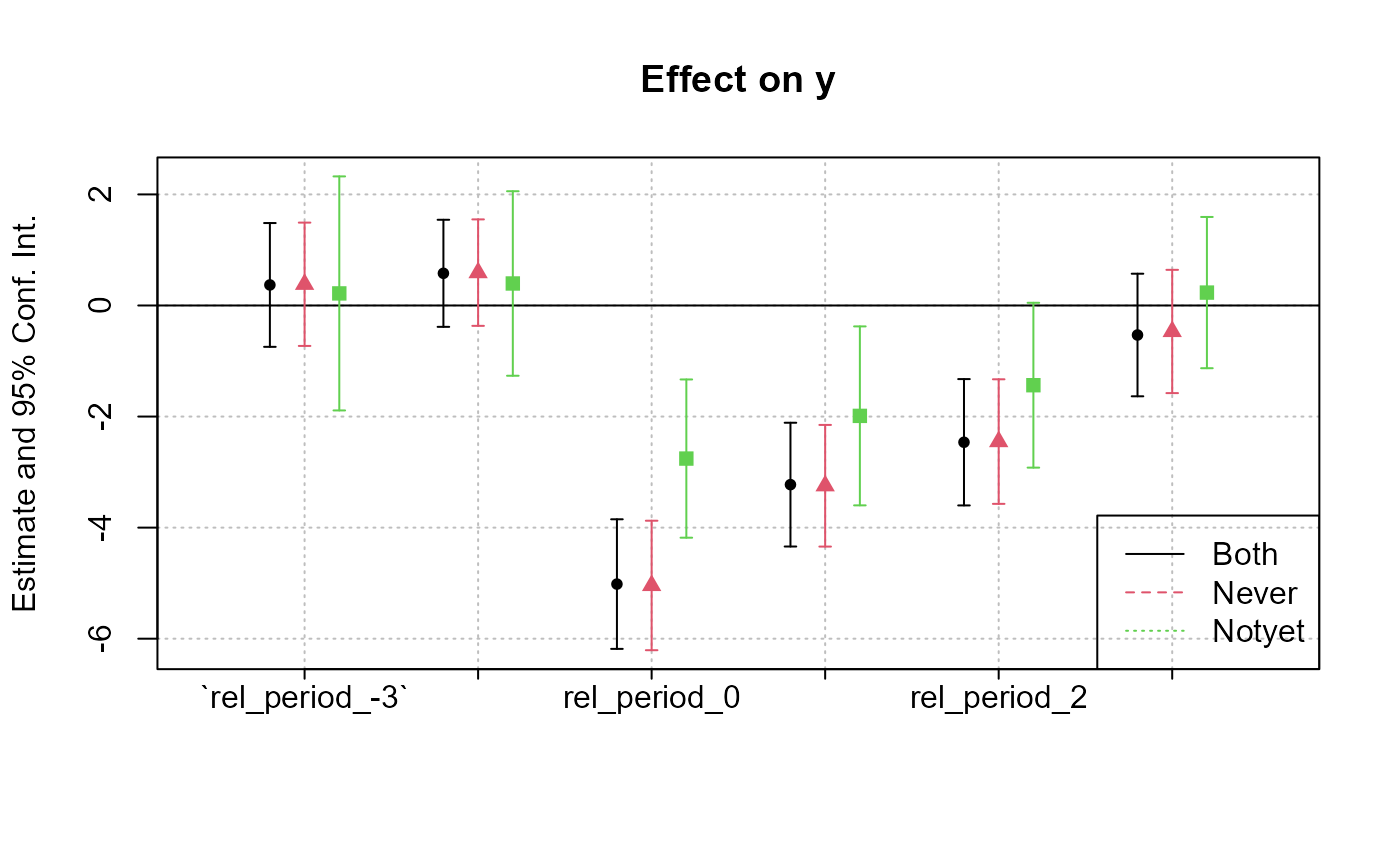 Effect on y
Estimate and 95% Conf. Int.
2
0
-2
-4
-6
Both
Never
Notyet
`rel_period_-3` rel_period_0 rel_period_2